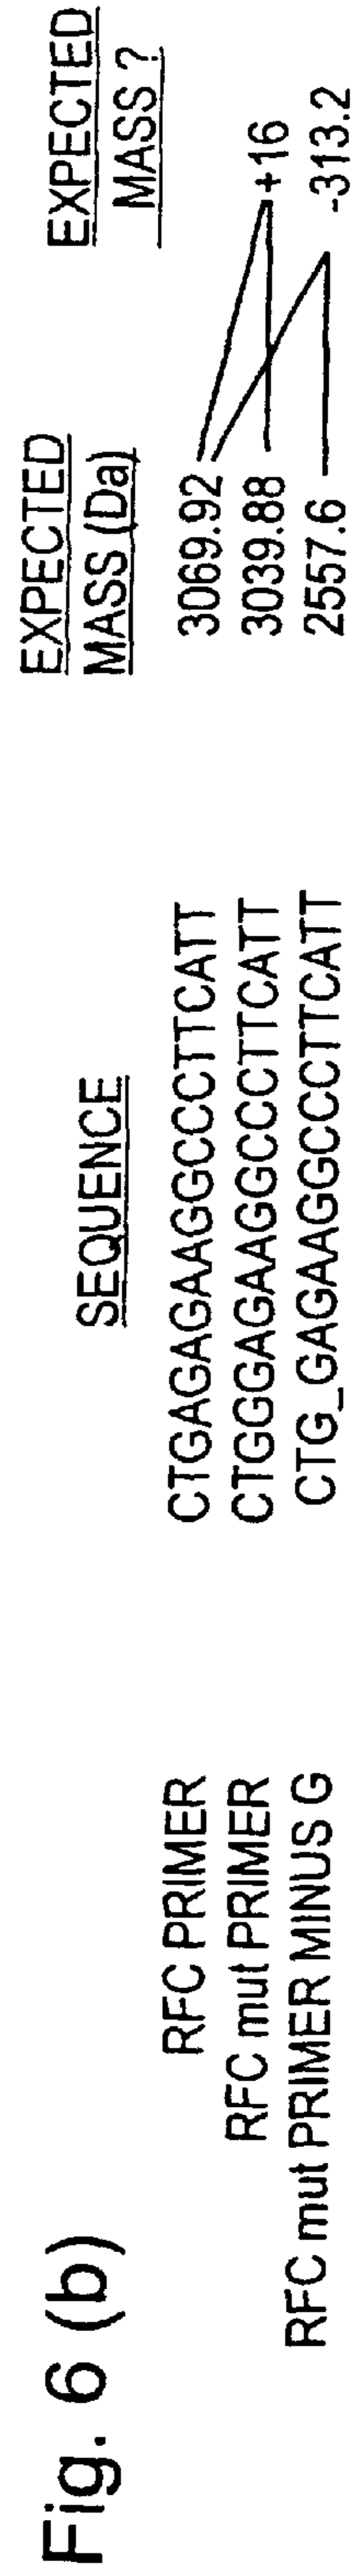 Fig. 6 (b)
SEQUENCE
EXPECTED
MASS (Da)
EXPECTED
MASS ?
RFC PRIMER CTGAGAGAAGGCCCTTCATT 3069.92
RFC mut PRIMER CTGGGAGAAGGCCCTTCATT 3039.88 +16
RFC mut PRIMER MINUS G CTG_GAGAAGGCCCTTCATT 2557.6 -313.2